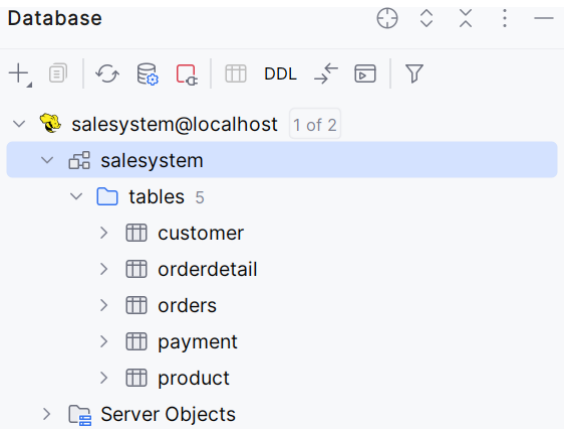 Database
DDL
salesystem@localhost 1 of 2
salesystem
tables 5
customer
orderdetail
orders
payment
product
Server Objects